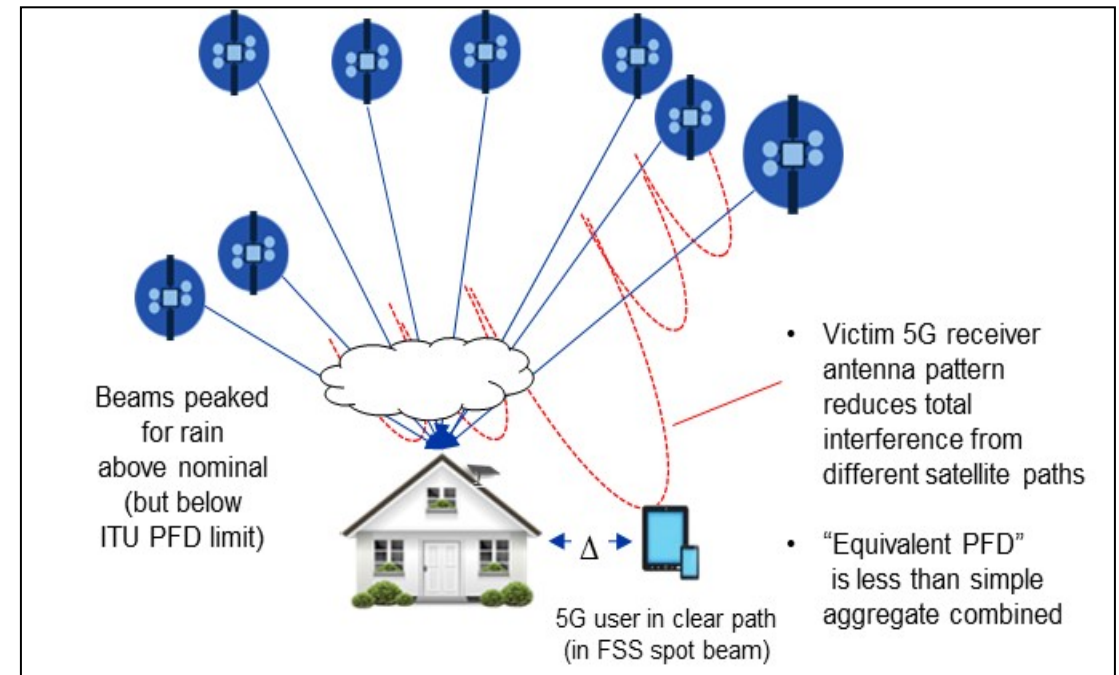 Beams peaked
for rain
above nominal
(but below
ITU PFD limit)
Δ
5G user in clear path
(in FSS spot beam)
• Victim 5G receiver
antenna pattern
reduces total
interference from
different satellite paths
• “Equivalent PFD”
is less than simple
aggregate combined